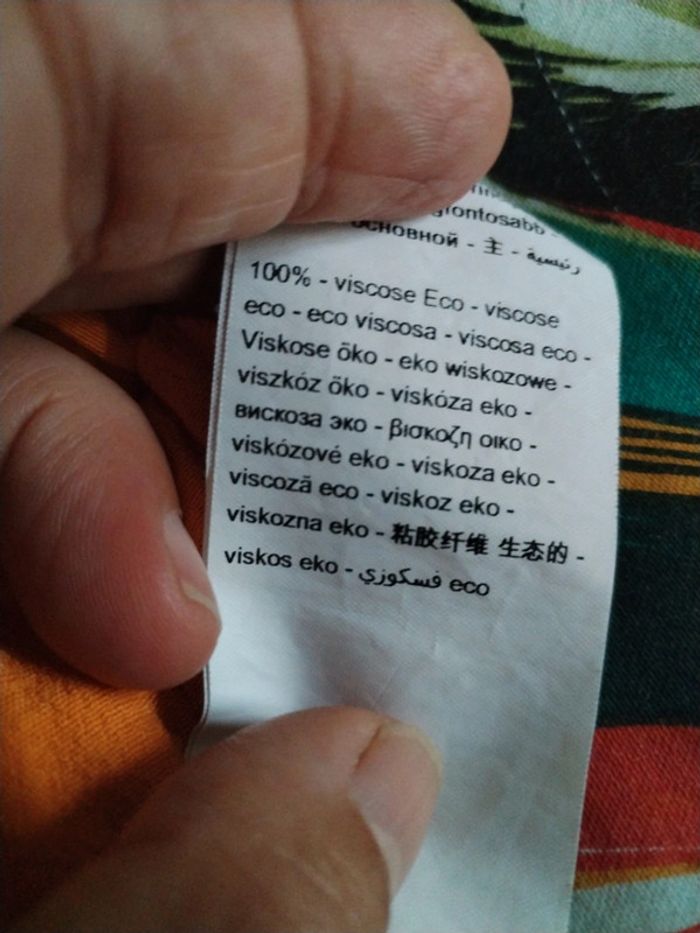 основной - 主 - رئيسية
100% - viscose Eco - viscose
eco - eco viscosa - viscosa eco -
Viskose öko - eko wiskozowe -
viszkóz öko - viskóza eko -
вискоза эко - βισκοζη οικο -
viskózové eko - viskoza eko -
viscoză eco - viskoz eko -
viskozna eko - 粘胶纤维 生态的 -
viskos eko - فسكوزي eco